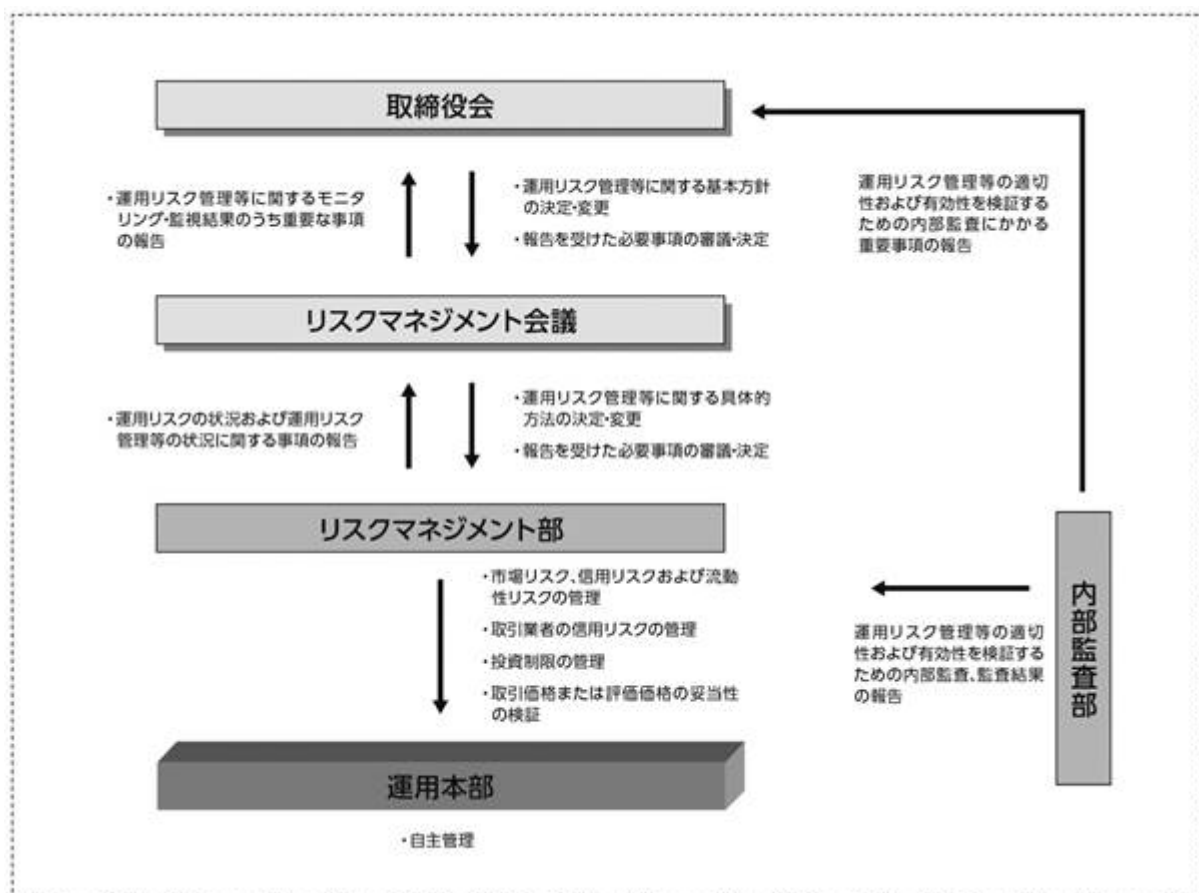 取締役会
・運用リスク管理等に関するモニタ
リング・監視結果のうち重要な事項
の報告
・運用リスク管理等に関する基本方針
の決定・変更
・報告を受けた必要事項の審議・決定
運用リスク管理等の適切
性および有効性を検証する
ための内部監査にかかる
重要事項の報告
リスクマネジメント会議
・運用リスクの状況および運用リスク
管理等の状況に関する事項の報告
・運用リスク管理等に関する具体的
方法の決定・変更
・報告を受けた必要事項の審議・決定
リスクマネジメント部
・市場リスク、信用リスクおよび流動
性リスクの管理
・取引業者の信用リスクの管理
・投資制限の管理
・取引価格または評価価格の妥当性
の検証
運用リスク管理等の適切
性および有効性を検証する
ための内部監査、監査結果
の報告
内部監査部
運用本部
・自主管理